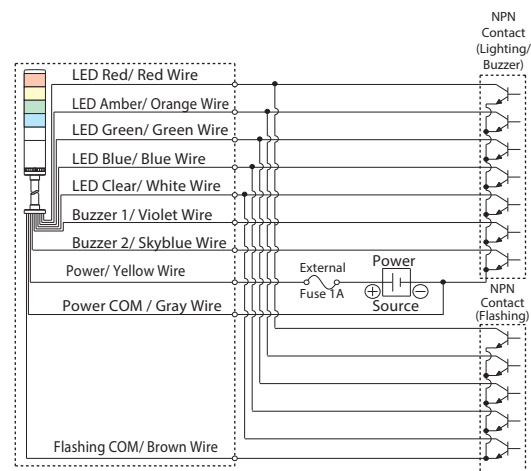 NPN
Contact
(Lighting/
Buzzer)
LED Red/ Red Wire
LED Amber/ Orange Wire
LED Green/ Green Wire
LED Blue/ Blue Wire
LED Clear/ White Wire
Buzzer 1/ Violet Wire
Buzzer 2/ Skyblue Wire
Power/ Yellow Wire
External
Fuse 1A
Power
Source
Power COM / Gray Wire
NPN
Contact
(Flashing)
Flashing COM/ Brown Wire